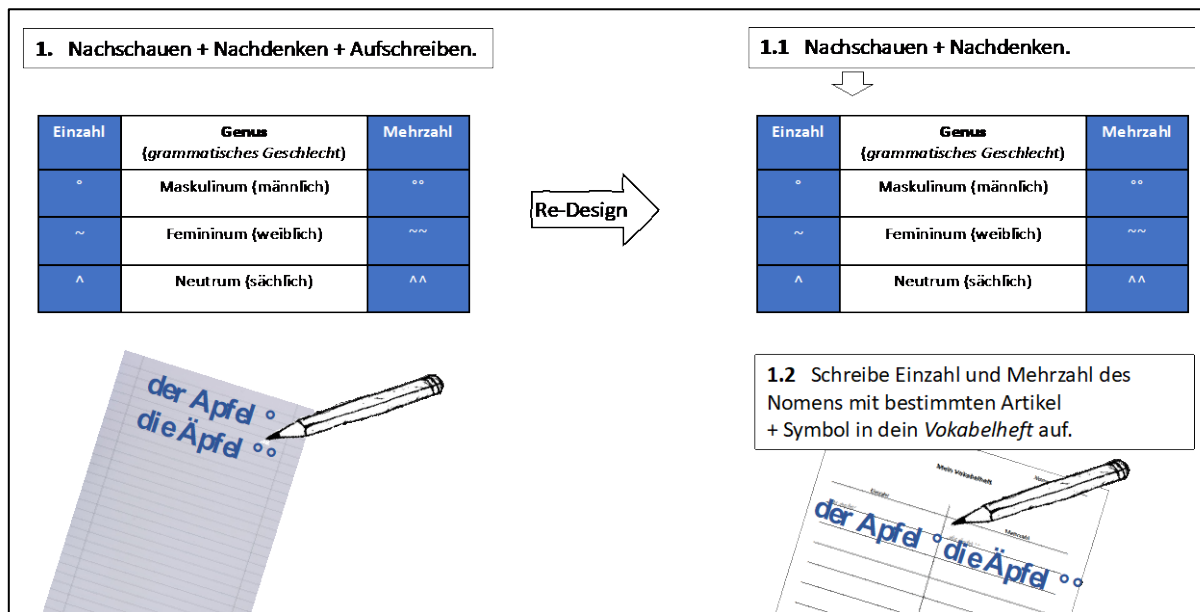 1. Nachschauen + Nachdenken + Aufschreiben.
Einzahl Genus Mehrzahl
(grammatisches Geschlecht)
° Maskulinum (männlich) °°
~ Femininum (weiblich) ~~
^ Neutrum (sächlich) ^^
der Apfel °
die Äpfel °°
Re-Design
1.1 Nachschauen + Nachdenken.
Einzahl Genus Mehrzahl
(grammatisches Geschlecht)
° Maskulinum (männlich) °°
~ Femininum (weiblich) ~~
^ Neutrum (sächlich) ^^
1.2 Schreibe Einzahl und Mehrzahl des
Nomens mit bestimmten Artikel
+ Symbol in dein Vokabelheft auf.
Mein Vokabelheft
Einzahl
Mehrzahl
der Apfel ° die Äpfel °°